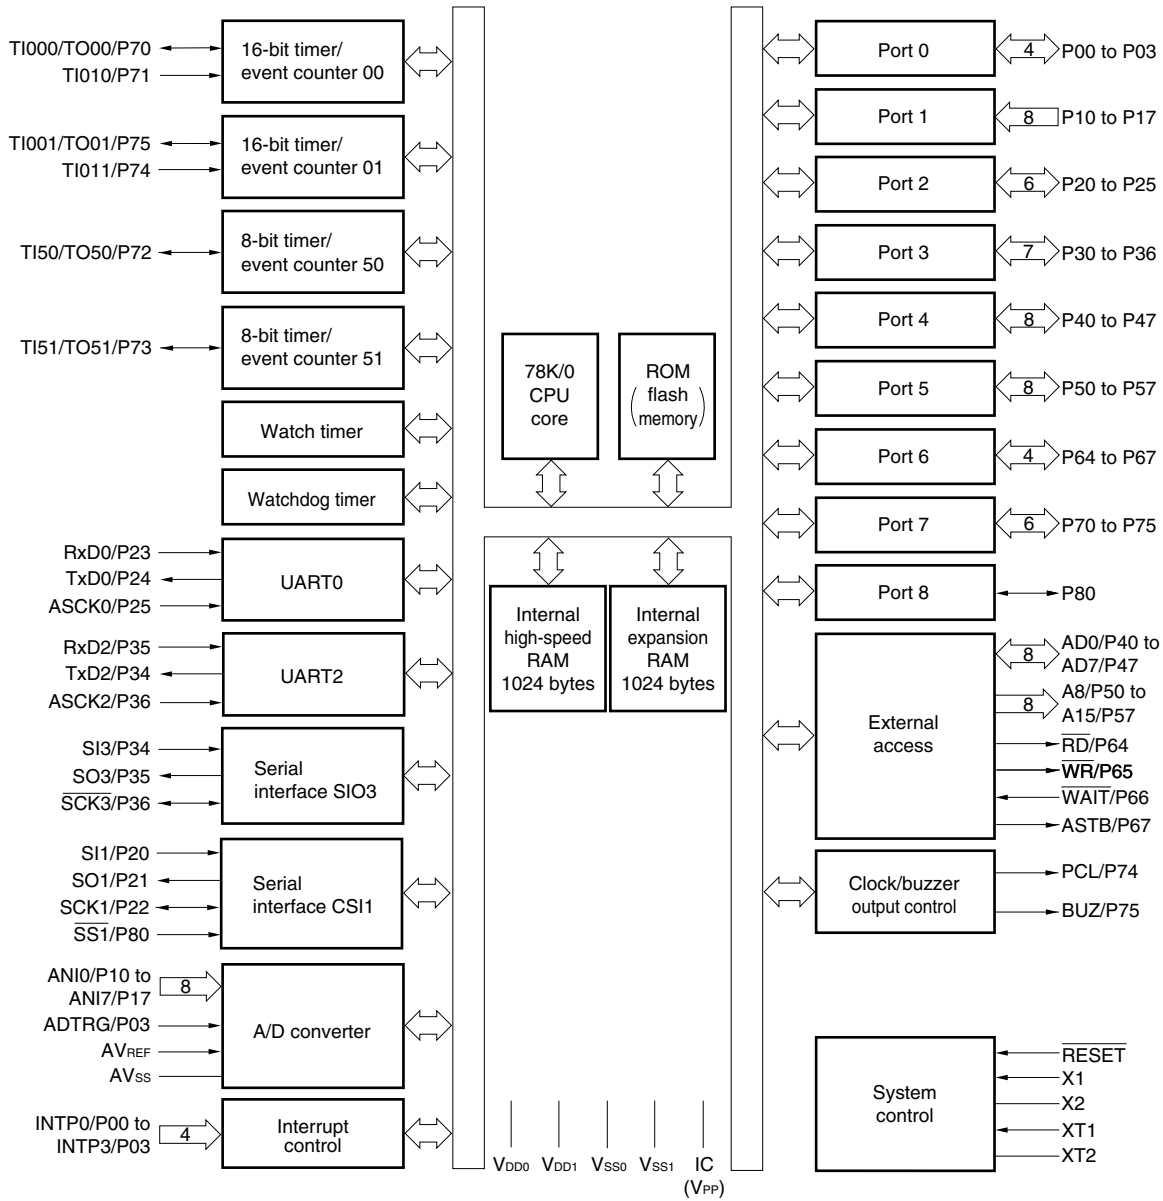 TI000/TO00/P70
TI010/P71
16-bit timer/
event counter 00
TI001/TO01/P75
TI011/P74
16-bit timer/
event counter 01
TI50/TO50/P72
8-bit timer/
event counter 50
TI51/TO51/P73
8-bit timer/
event counter 51
Watch timer
Watchdog timer
RxD0/P23
TxD0/P24
ASCK0/P25
UART0
RxD2/P35
TxD2/P34
ASCK2/P36
UART2
SI3/P34
SO3/P35
SCK3/P36
Serial
interface SIO3
SI1/P20
SO1/P21
SCK1/P22
SS1/P80
Serial
interface CSI1
ANI0/P10 to
ANI7/P17
8
ADTRG/P03
AVREF
AVSS
A/D converter
INTP0/P00 to
INTP3/P03
4
Interrupt
control
78K/0
CPU
core
ROM
flash
(memory)
Internal
high-speed
RAM
1024 bytes
Internal
expansion
RAM
1024 bytes
VDD0
VDD1
VSS0
VSS1
IC
(VPP)
Port 0
4
P00 to P03
Port 1
8
P10 to P17
Port 2
6
P20 to P25
Port 3
7
P30 to P36
Port 4
8
P40 to P47
Port 5
8
P50 to P57
Port 6
4
P64 to P67
Port 7
6
P70 to P75
Port 8
P80
External
access
8
AD0/P40 to
AD7/P47
8
A8/P50 to
A15/P57
RD/P64
WR/P65
WAIT/P66
ASTB/P67
Clock/buzzer
output control
PCL/P74
BUZ/P75
System
control
RESET
X1
X2
XT1
XT2